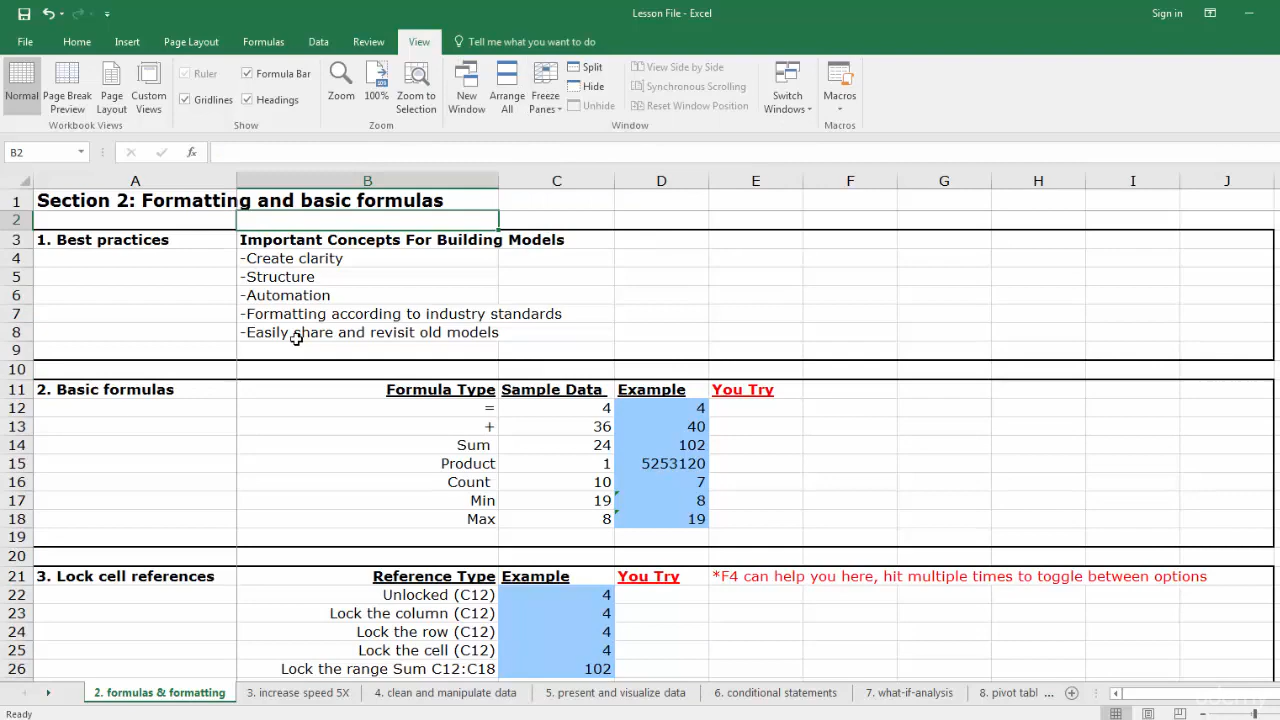 Lesson File - Excel
Sign in
File Home Insert Page Layout Formulas Data Review View Tell me what you want to do
Normal
Page Break Preview
Page Layout
Custom Views
Workbook Views
Ruler
Formula Bar
Gridlines
Headings
Show
Zoom
100%
Zoom to Selection
Zoom
New Window
Arrange All
Freeze Panes
Split
Hide
Unhide
View Side by Side
Synchronous Scrolling
Reset Window Position
Window
Switch Windows
Macros
Macros
B2 fx
A B C D E F G H I J
1 Section 2: Formatting and basic formulas
2
3 1. Best practices Important Concepts For Building Models
4 -Create clarity
5 -Structure
6 -Automation
7 -Formatting according to industry standards
8 -Easily share and revisit old models
9
10
11 2. Basic formulas Formula Type Sample Data Example You Try
12 = 4 4
13 + 36 40
14 Sum 24 102
15 Product 1 5253120
16 Count 10 7
17 Min 19 8
18 Max 8 19
19
20
21 3. Lock cell references Reference Type Example You Try *F4 can help you here, hit multiple times to toggle between options
22 Unlocked (C12) 4
23 Lock the column (C12) 4
24 Lock the row (C12) 4
25 Lock the cell (C12) 4
26 Lock the range Sum C12:C18 102
2. formulas & formatting 3. increase speed 5X 4. clean and manipulate data 5. present and visualize data 6. conditional statements 7. what-if-analysis 8. pivot tabl ...
Ready